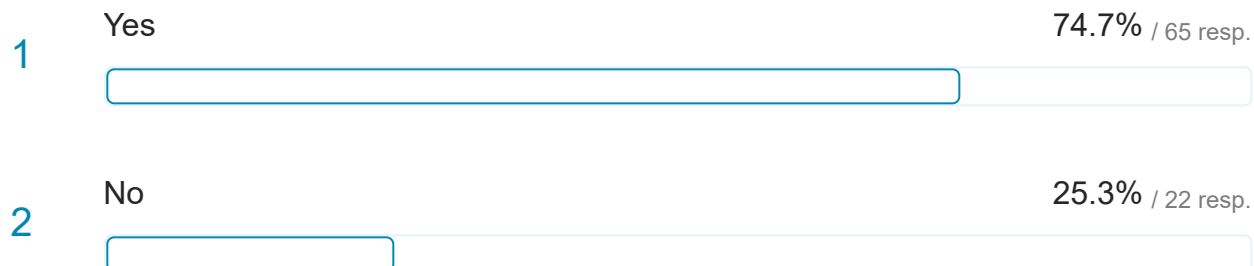 1 Yes 74.7% / 65 resp.
2 No 25.3% / 22 resp.